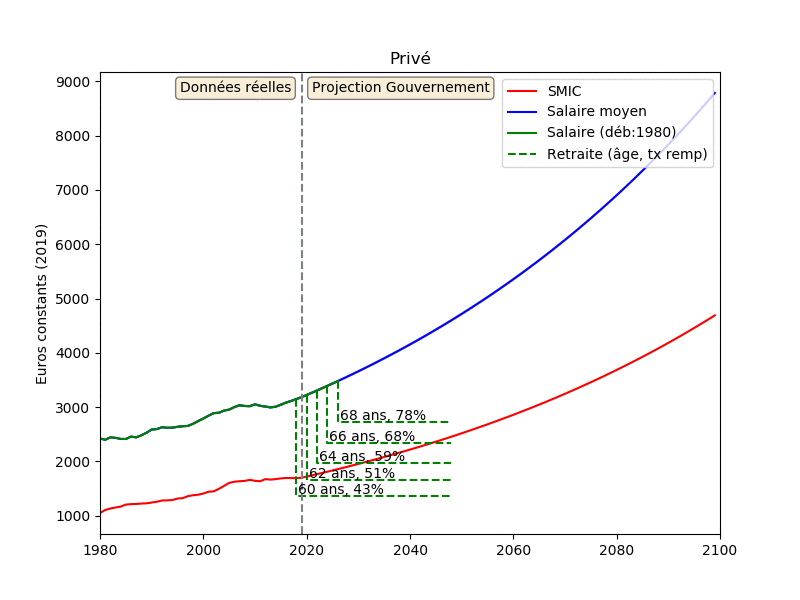 Privé
Données réelles
Projection Gouvernement
SMIC
Salaire moyen
Salaire (déb:1980)
Retraite (âge, tx remp)
Euros constants (2019)
9000
8000
7000
6000
5000
4000
3000
2000
1000
68 ans, 78%
66 ans, 68%
64 ans, 59%
62 ans, 51%
60 ans, 43%
1980
2000
2020
2040
2060
2080
2100